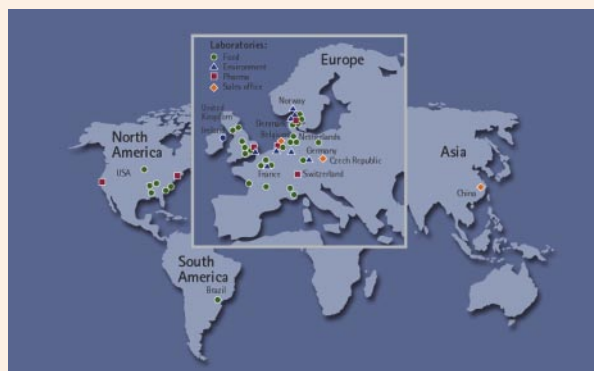 Laboratories:
Food
Environment
Pharma
Sales office
Europe
Norway
United
Kingdom
Ireland
Denmark
Belgium
Netherlands
Germany
Czech Republic
France
Switzerland
North
America
USA
Asia
China
South
America
Brazil